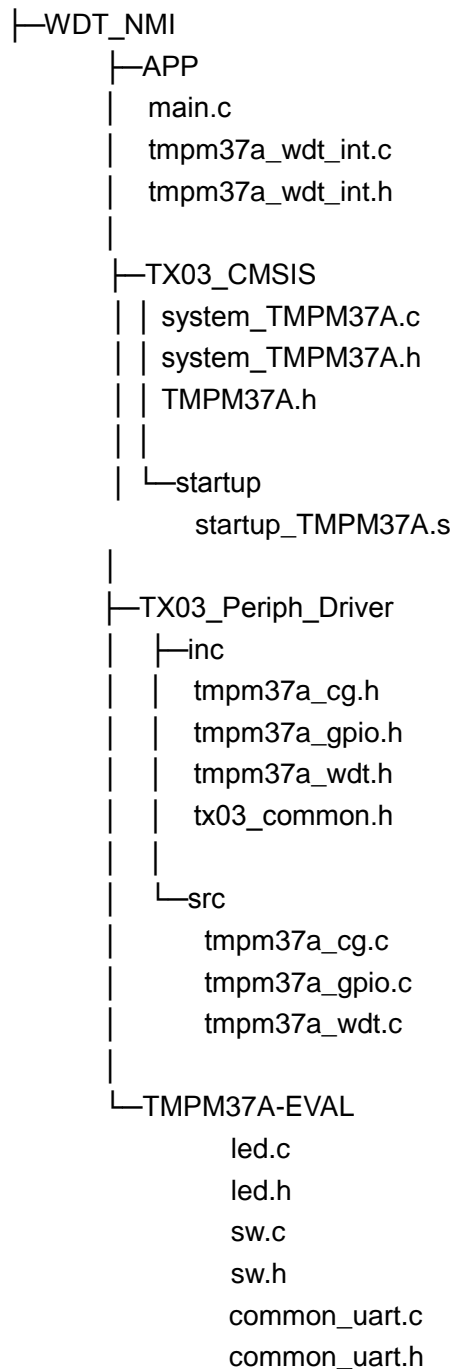 ├─WDT_NMI
├─APP
│ main.c
│ tmpm37a_wdt_int.c
│ tmpm37a_wdt_int.h
│
├─TX03_CMSIS
│ │ system_TMPM37A.c
│ │ system_TMPM37A.h
│ │ TMPM37A.h
│ │
│ └─startup
startup_TMPM37A.s
│
├─TX03_Periph_Driver
│ ├─inc
│ │ tmpm37a_cg.h
│ │ tmpm37a_gpio.h
│ │ tmpm37a_wdt.h
│ │ tx03_common.h
│ │
│ └─src
│ tmpm37a_cg.c
│ tmpm37a_gpio.c
│ tmpm37a_wdt.c
│
└─TMPM37A-EVAL
led.c
led.h
sw.c
sw.h
common_uart.c
common_uart.h